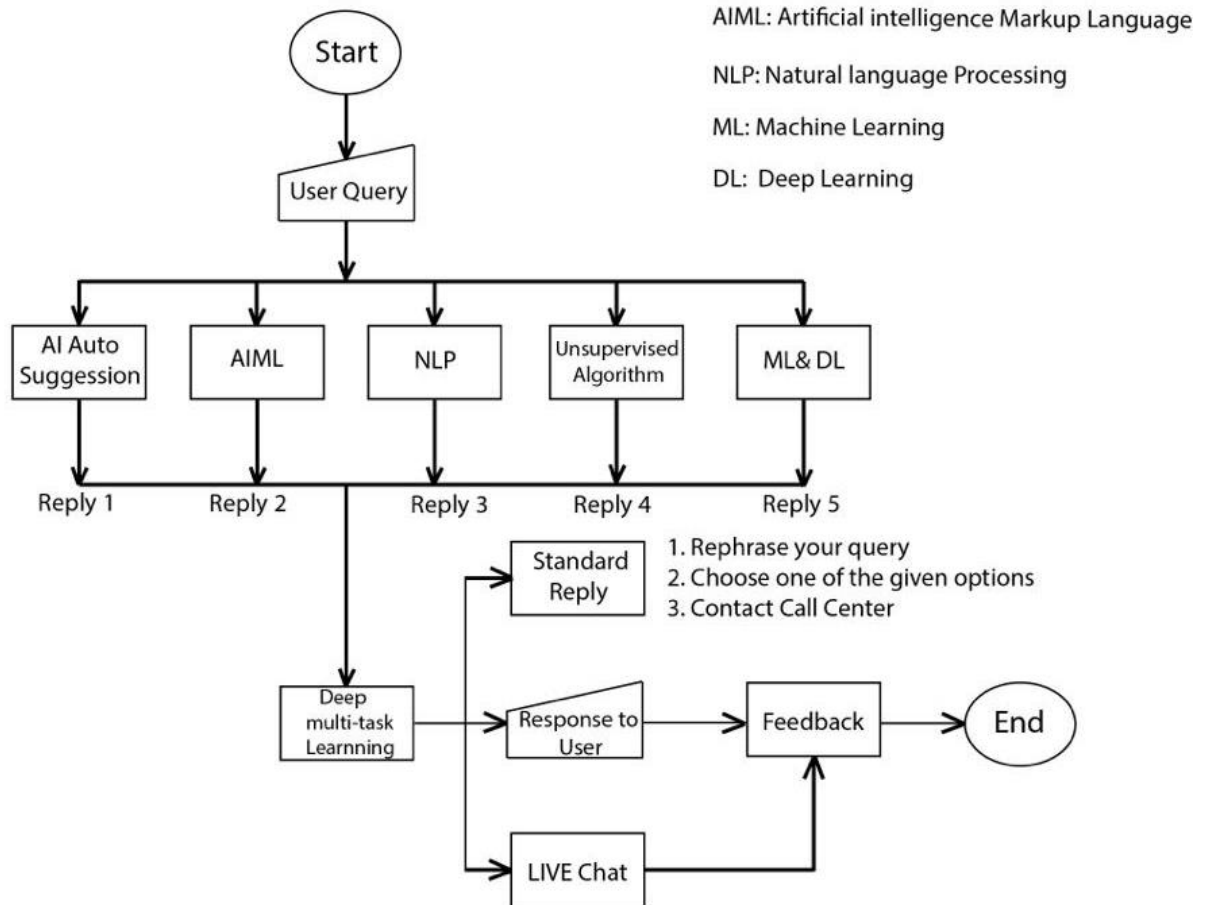 AIML: Artificial intelligence Markup Language
NLP: Natural language Processing
ML: Machine Learning
DL: Deep Learning
Start
User Query
AI Auto
Suggession
AIML
NLP
Unsupervised
Algorithm
ML& DL
Reply 1
Reply 2
Reply 3
Reply 4
Reply 5
Standard
Reply
1. Rephrase your query
2. Choose one of the given options
3. Contact Call Center
Deep
multi-task
Learnning
Response to
User
Feedback
End
LIVE Chat